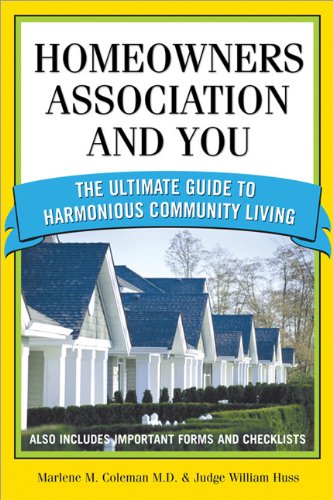 HOMEOWNERS
ASSOCIATION
AND YOU
THE ULTIMATE GUIDE TO
HARMONIOUS COMMUNITY LIVING
ALSO INCLUDES IMPORTANT FORMS AND CHECKLISTS
Marlene M. Coleman M.D. & Judge William Huss